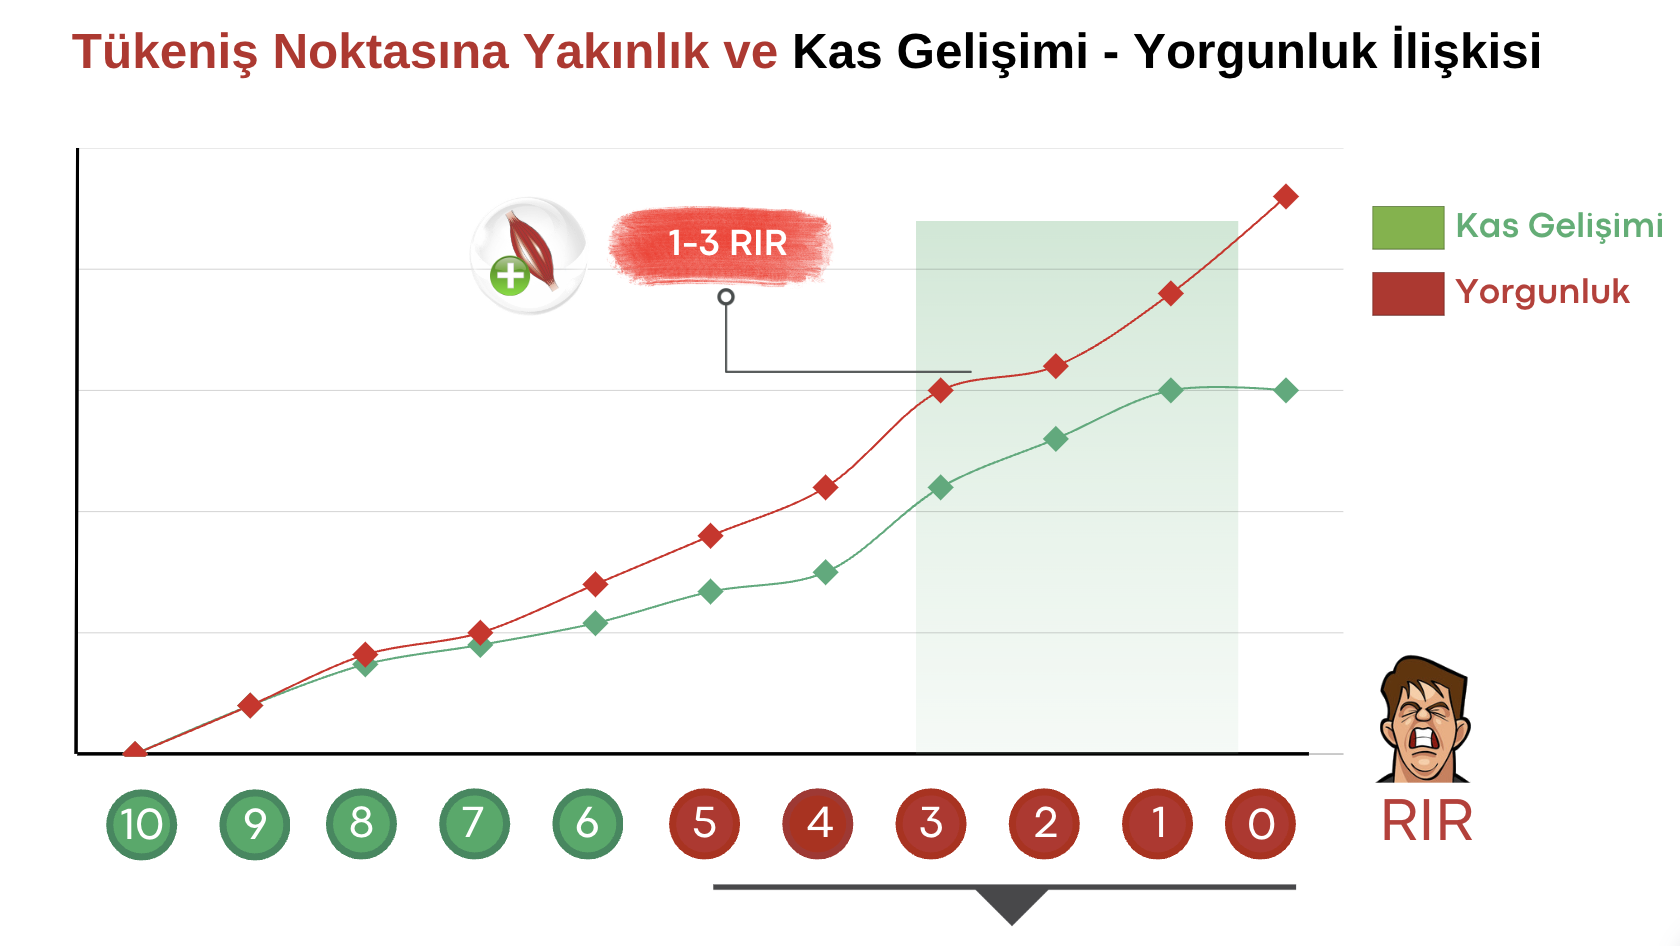 Tükeniş Noktasına Yakınlık ve Kas Gelişimi - Yorgunluk İlişkisi
1-3 RIR
Kas Gelişimi
Yorgunluk
10 9 8 7 6 5 4 3 2 1 0
RIR